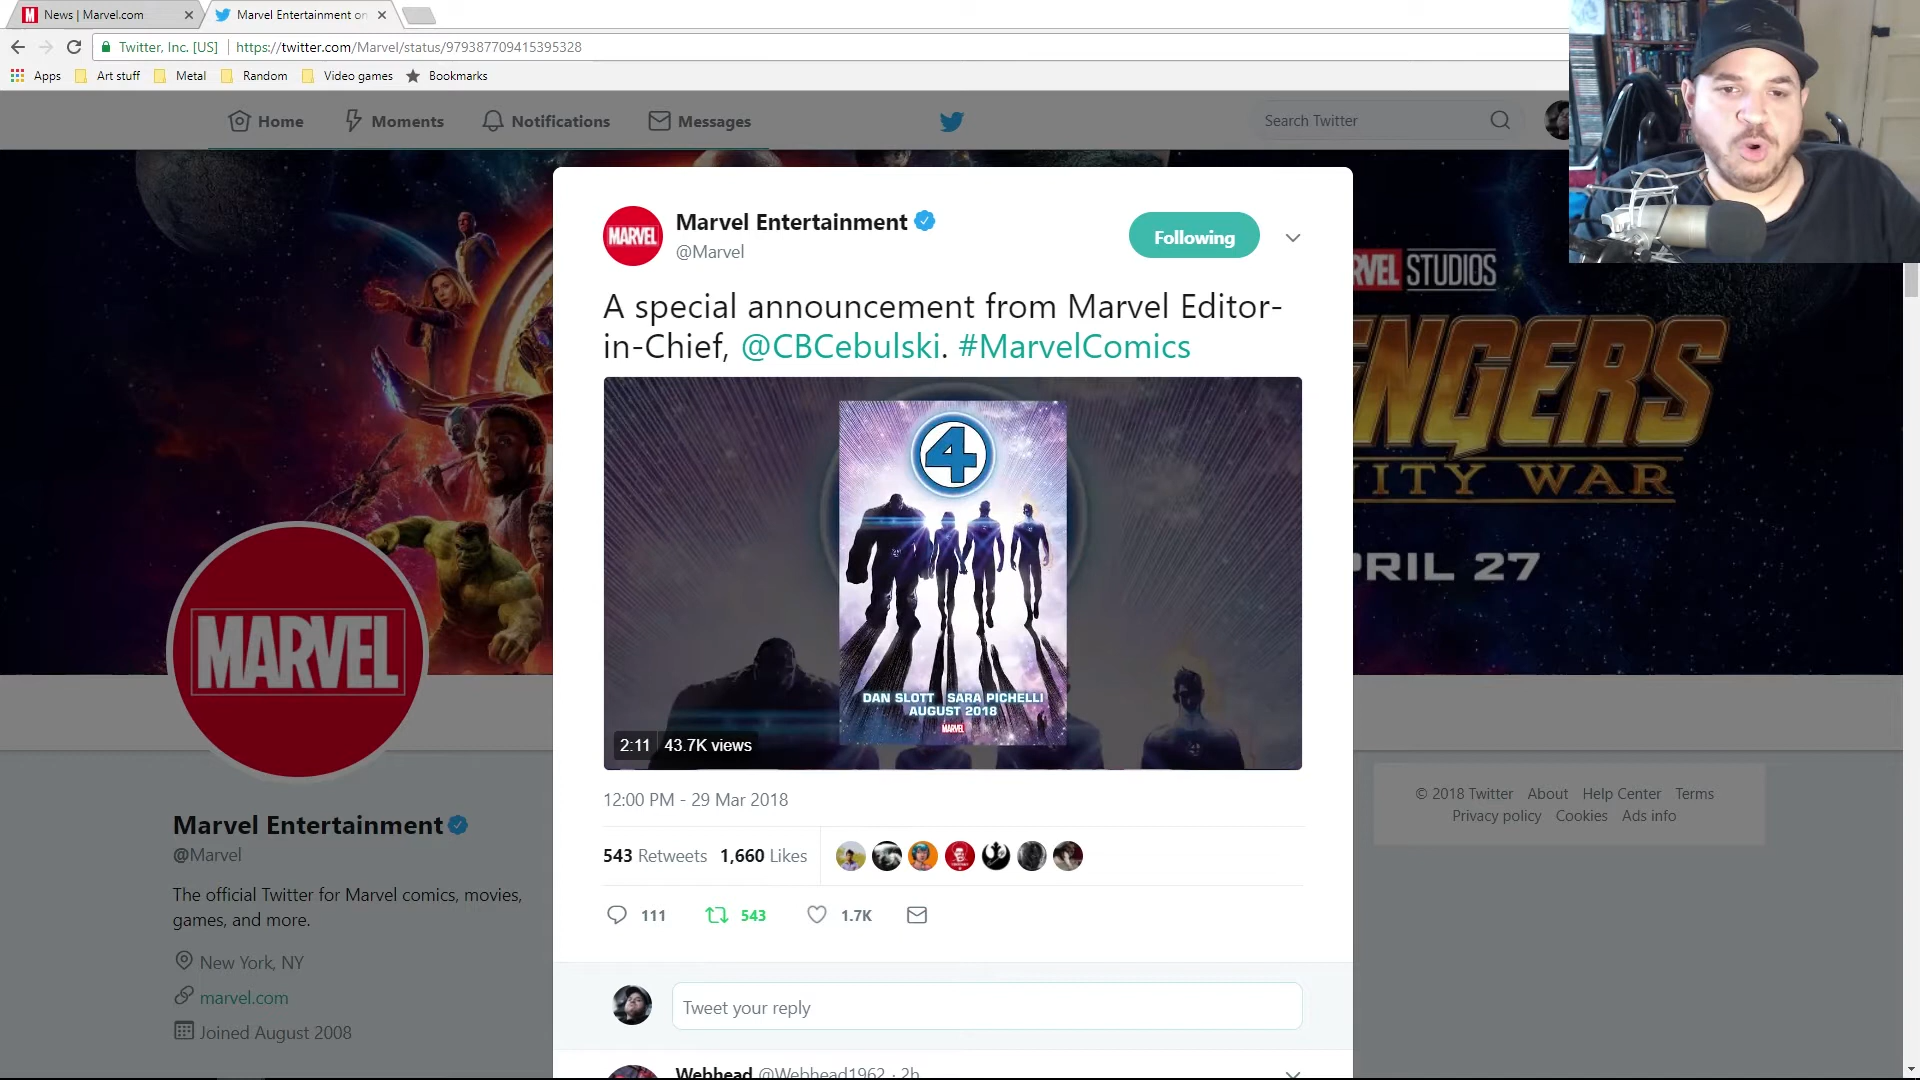 News | Marvel.com
Marvel Entertainment on
Twitter, Inc. [US]
https://twitter.com/Marvel/status/979387709415395328
Apps
Art stuff
Metal
Random
Video games
Bookmarks
Home
Moments
Notifications
Messages
Search Twitter
MARVEL
Marvel Entertainment
@Marvel
Following
A special announcement from Marvel Editor-
in-Chief, @CBCebulski. #MarvelComics
4
DAN SLOTT SARA PICHELLI
AUGUST 2018
MARVEL
2:11
43.7K views
12:00 PM - 29 Mar 2018
543 Retweets 1,660 Likes
111
543
1.7K
Tweet your reply
Webhead @Webhead1962 · 2h
RVEL STUDIOS
NGERS
ITY WAR
PRIL 27
MARVEL
Marvel Entertainment
@Marvel
The official Twitter for Marvel comics, movies,
games, and more.
New York, NY
marvel.com
Joined August 2008
© 2018 Twitter About Help Center Terms
Privacy policy Cookies Ads info